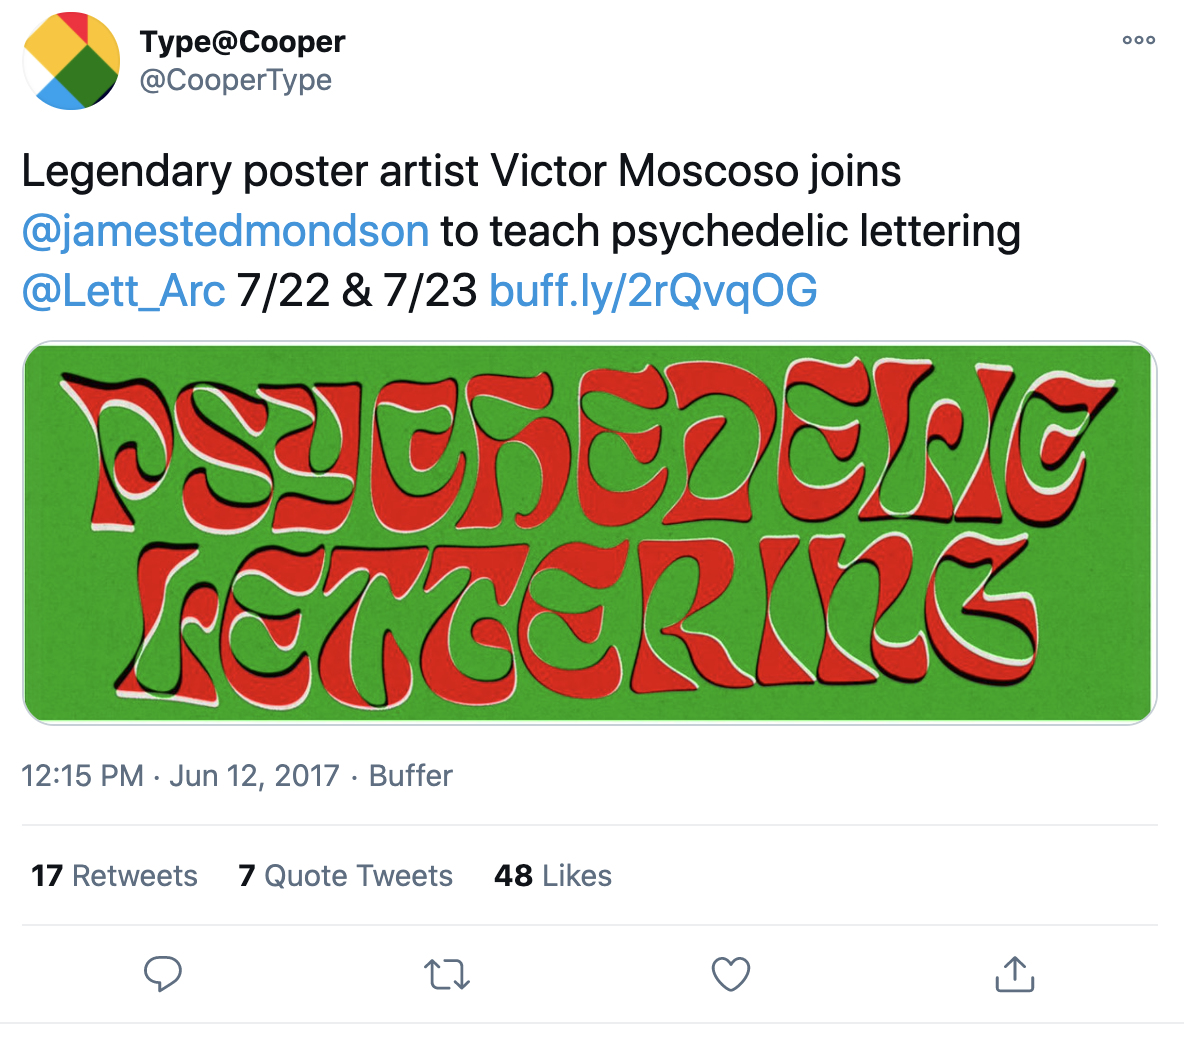 Type@Cooper
@CooperType
Legendary poster artist Victor Moscoso joins
@jamestedmondson to teach psychedelic lettering
@Lett_Arc 7/22 & 7/23 buff.ly/2rQvqOG
PSYCHEDELIC
LETTERING
12:15 PM · Jun 12, 2017 · Buffer
17 Retweets 7 Quote Tweets 48 Likes